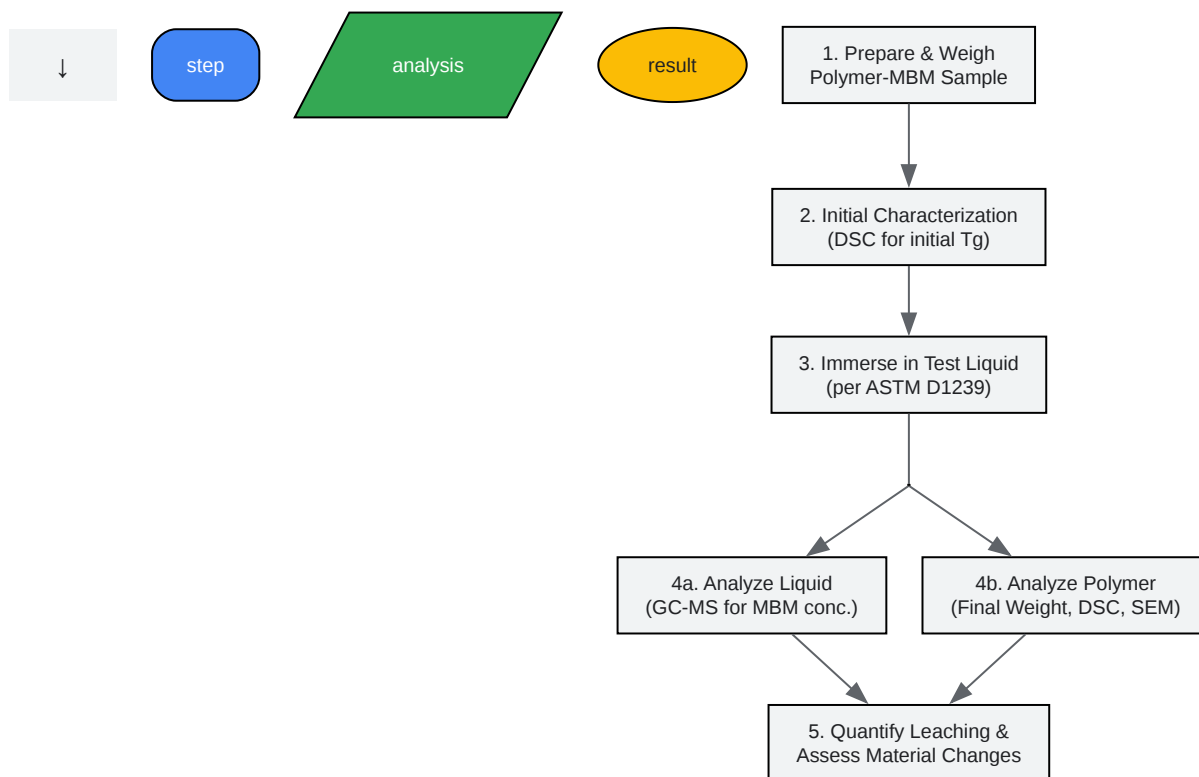 ↓
step
analysis
result
1. Prepare & Weigh
Polymer-MBM Sample
2. Initial Characterization
(DSC for initial Tg)
3. Immerse in Test Liquid
(per ASTM D1239)
4a. Analyze Liquid
(GC-MS for MBM conc.)
4b. Analyze Polymer
(Final Weight, DSC, SEM)
5. Quantify Leaching &
Assess Material Changes